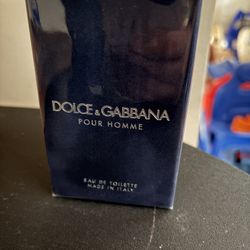 DOLCE & GABBANA
POUR HOMME
EAU DE TOILETTE
MADE IN ITALY